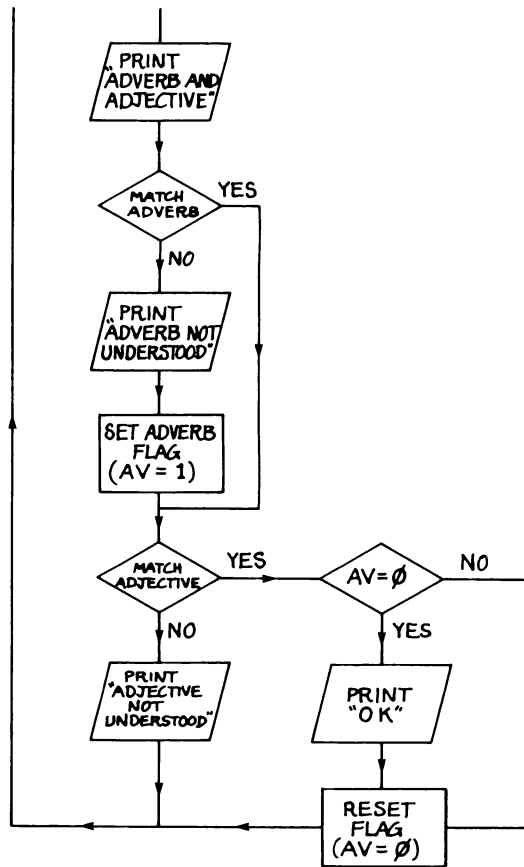 "PRINT
"ADVERB AND
ADJECTIVE"
MATCH
ADVERB
YES
NO
"PRINT
"ADVERB NOT
UNDERSTOOD"
SET ADVERB
FLAG
(AV = 1)
MATCH
ADJECTIVE
YES
AV=Ø
NO
NO
YES
PRINT
"ADJECTIVE
NOT
UNDERSTOOD"
PRINT
"OK"
RESET
FLAG
(AV=Ø)